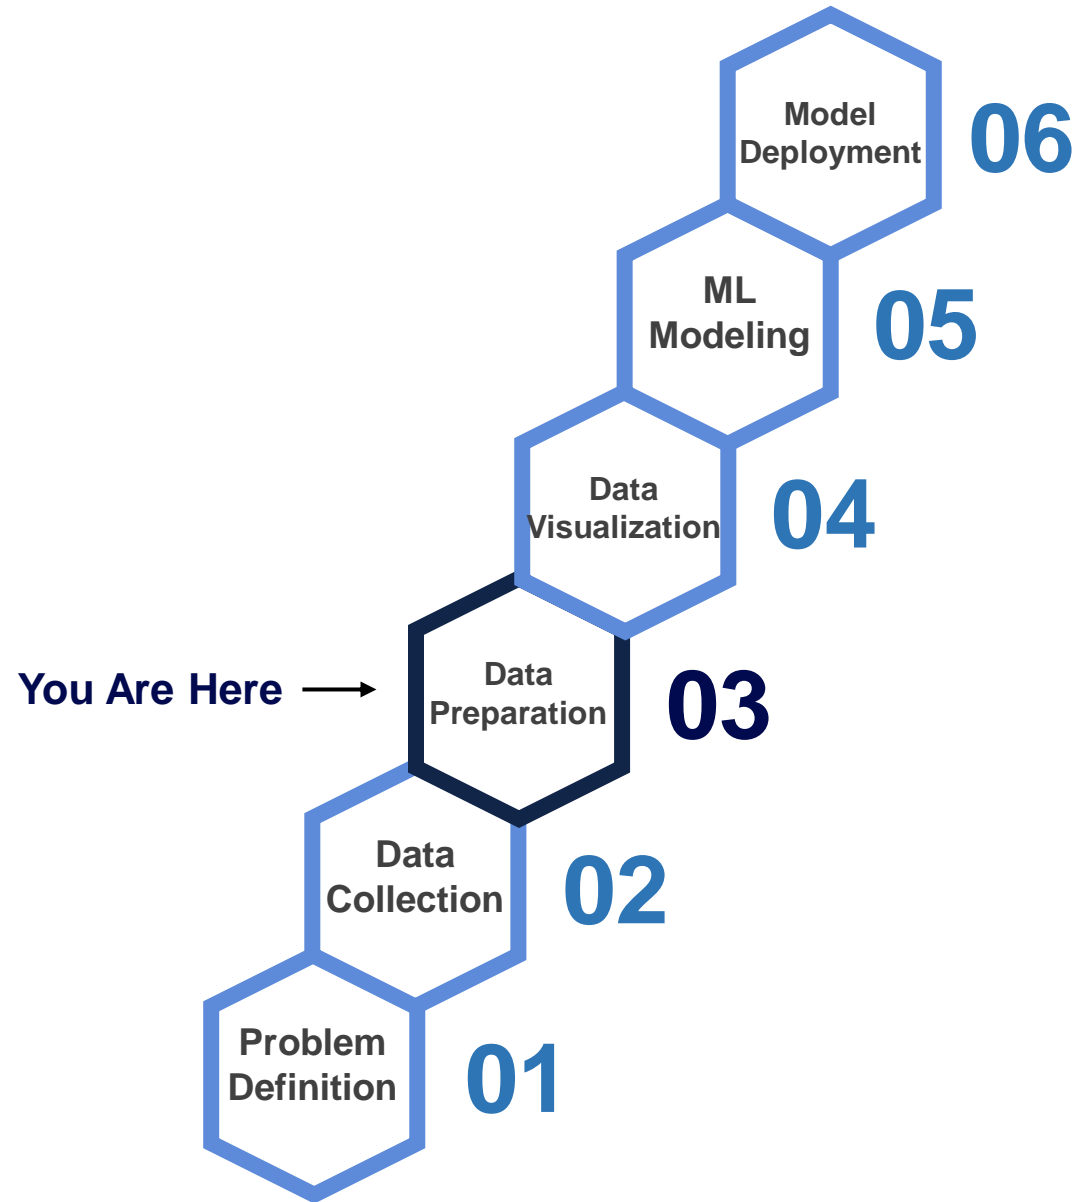 Model
Deployment
06
ML
Modeling
05
Data
Visualization
04
You Are Here
Data
Preparation
03
Data
Collection
02
Problem
Definition
01